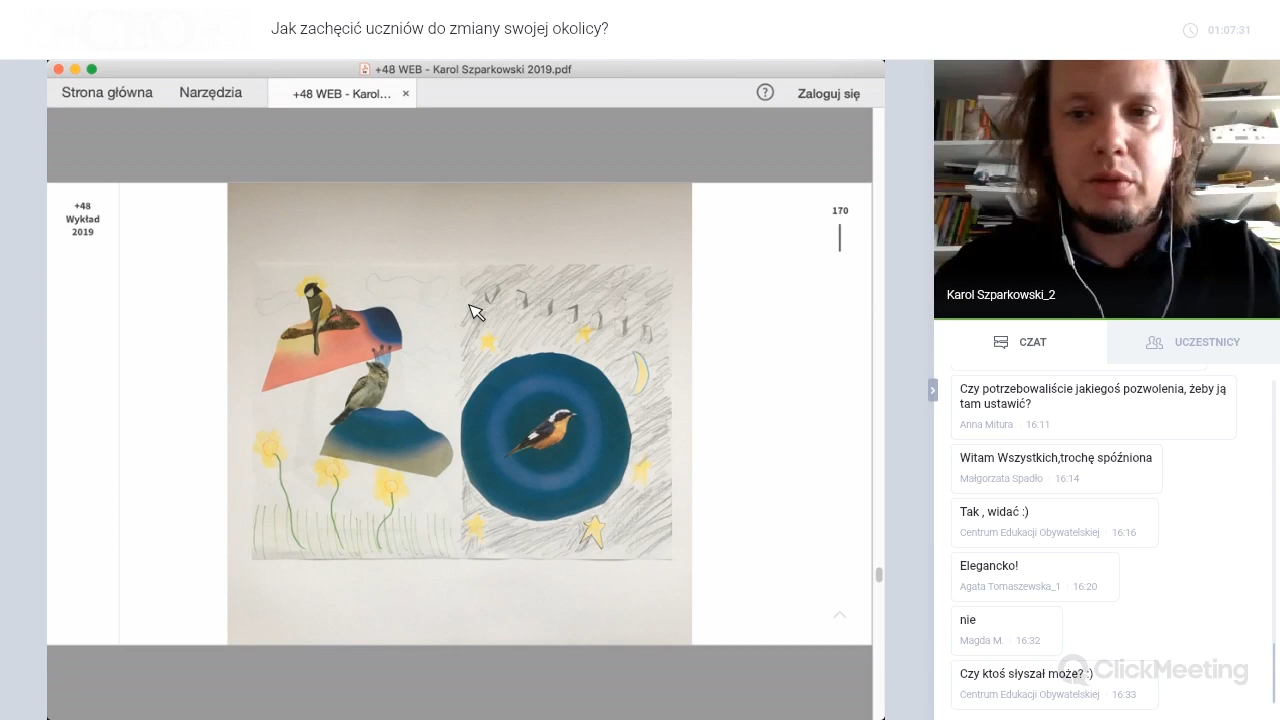 CEO
Jak zachęcić uczniów do zmiany swojej okolicy?
01:07:31
+48 WEB - Karol Szparkowski 2019.pdf
Strona główna
Narzędzia
+48 WEB - Karol...
×
?
Zaloguj się
+48
Wykład
2019
170
Karol Szparkowski_2
CZAT
UCZESTNICY
Czy potrzebowaliście jakiegoś pozwolenia, żeby ją
tam ustawić?
Anna Mitura · 16:11
Witam Wszystkich,trochę spóźniona
Małgorzata Spadło · 16:14
Tak , widać :)
Centrum Edukacji Obywatelskiej · 16:16
Elegancko!
Agata Tomaszewska_1 · 16:20
nie
Magda M. · 16:32
Czy ktoś słyszał może? :)
Centrum Edukacji Obywatelskiej · 16:33
ClickMeeting